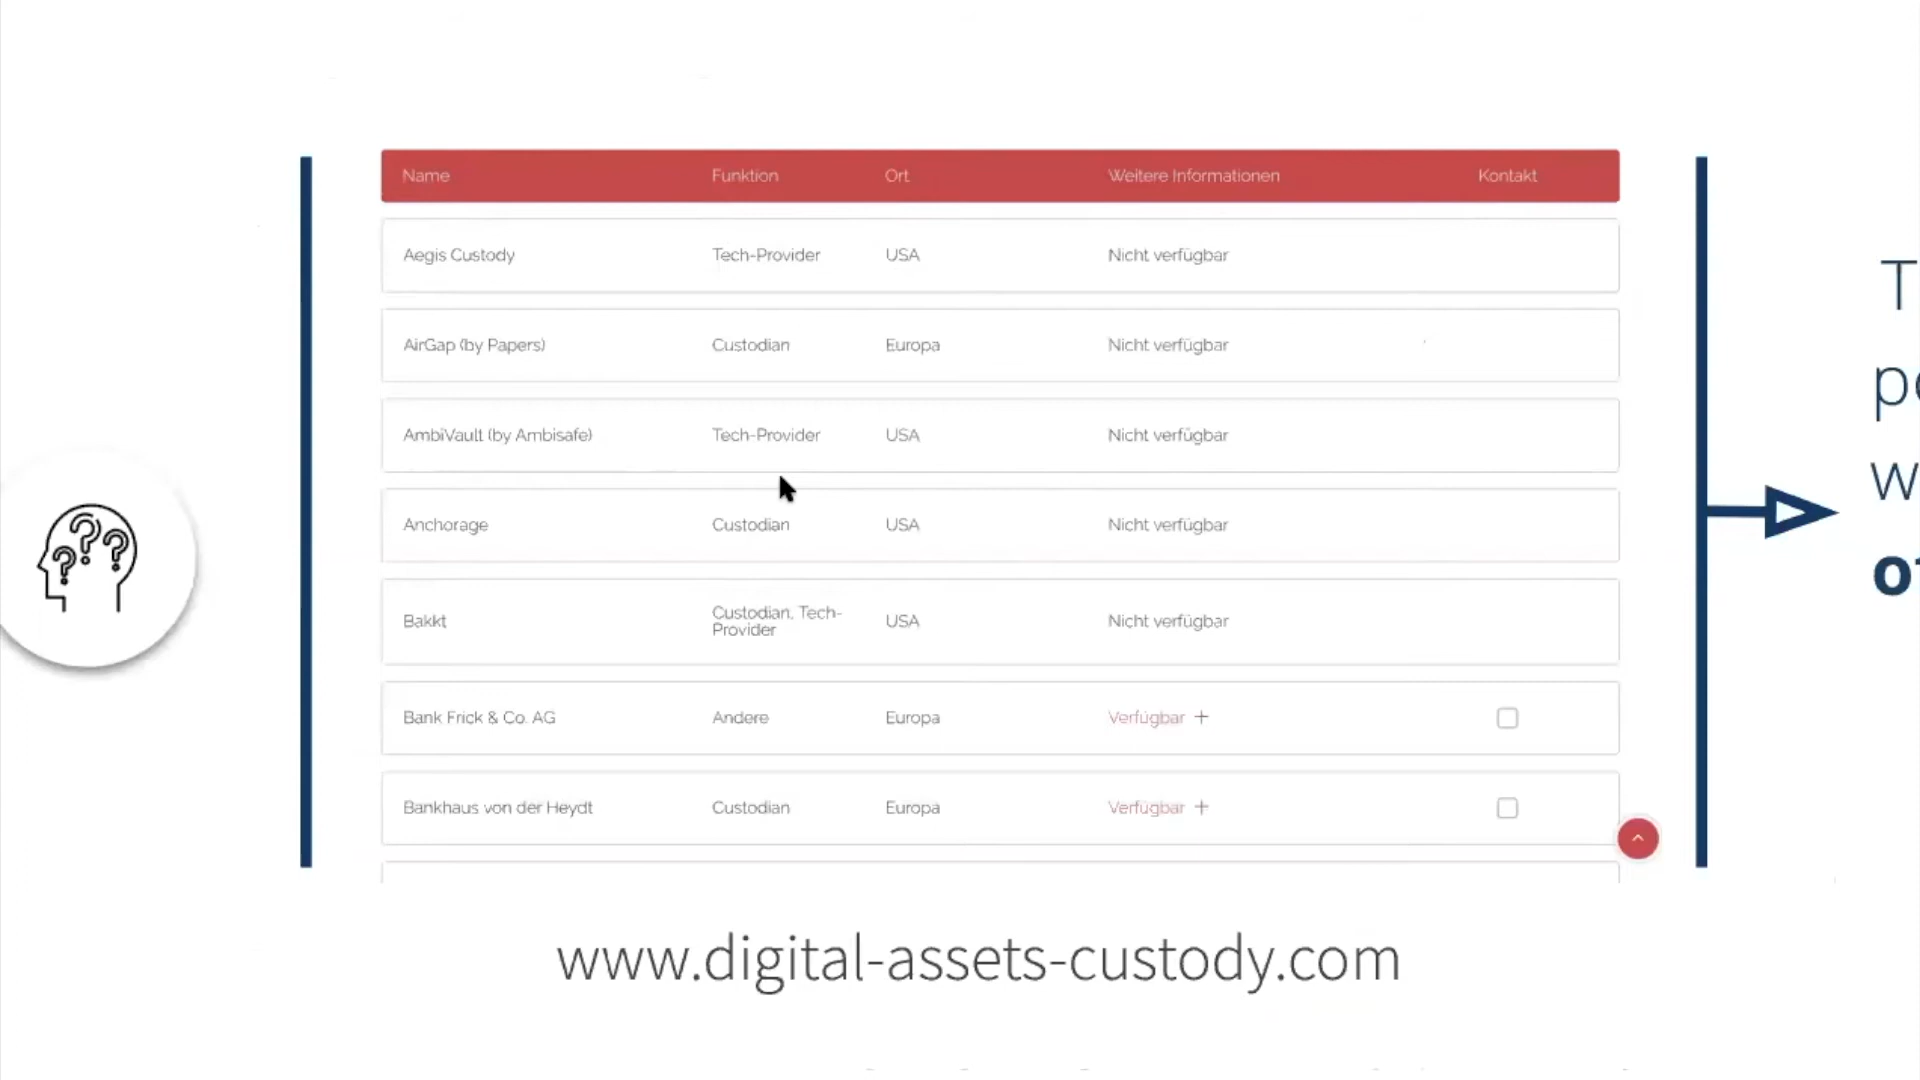 Name Funktion Ort Weitere Informationen Kontakt
Aegis Custody Tech-Provider USA Nicht verfügbar
AirGap (by Papers) Custodian Europa Nicht verfügbar
AmbiVault (by Ambisafe) Tech-Provider USA Nicht verfügbar
Anchorage Custodian USA Nicht verfügbar
Bakkt Custodian, Tech-
Provider USA Nicht verfügbar
Bank Frick & Co. AG Andere Europa Verfügbar +
Bankhaus von der Heydt Custodian Europa Verfügbar +
www.digital-assets-custody.com